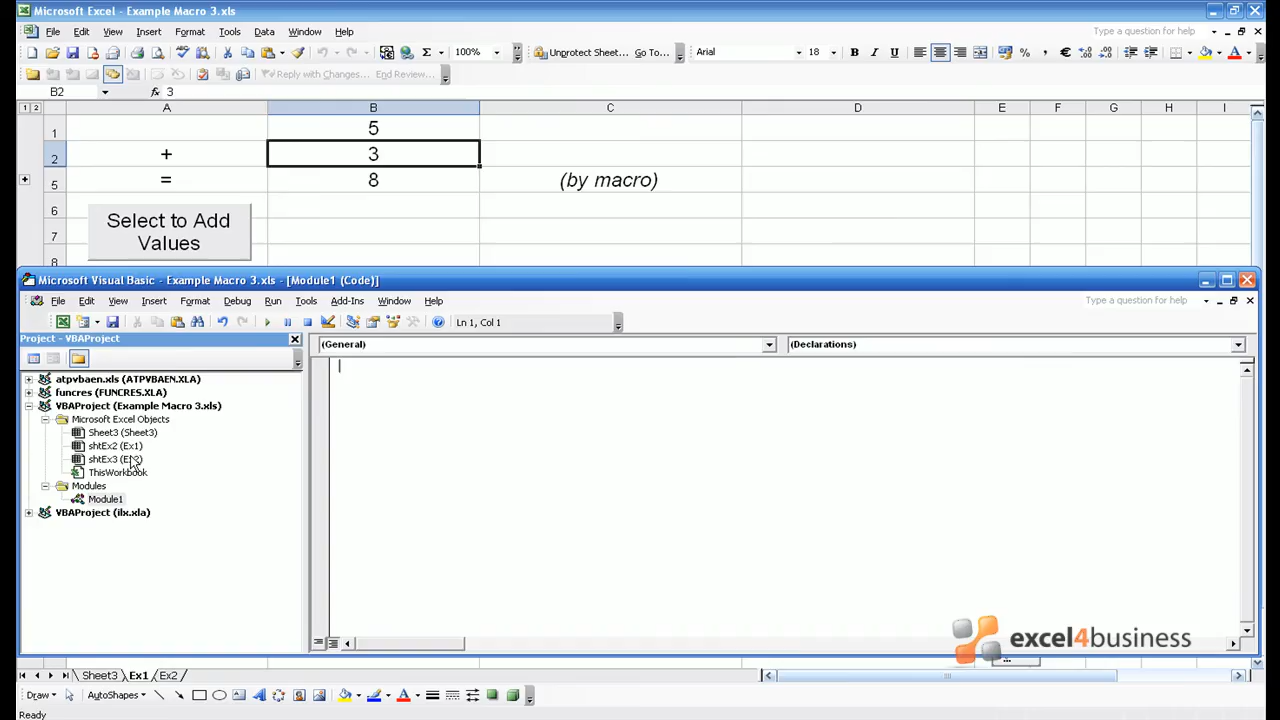 Microsoft Excel - Example Macro 3.xls
File Edit View Insert Format Tools Data Window Help Type a question for help
Σ 100% Unprotect Sheet... Go To... Arial 18 B I U % ,
Reply with Changes... End Review...
B2 fx 3
1 2 A B C D E F G H I
1 5
2 + 3
5 = 8 (by macro)
6
7
8
Select to Add
Values
Microsoft Visual Basic - Example Macro 3.xls - [Module1 (Code)]
File Edit View Insert Format Debug Run Tools Add-Ins Window Help Type a question for help
Ln 1, Col 1
Project - VBAProject
(General) (Declarations)
atpvbaen.xls (ATPVBAEN.XLA)
funcres (FUNCRES.XLA)
VBAProject (Example Macro 3.xls)
Microsoft Excel Objects
Sheet3 (Sheet3)
shtEx2 (Ex1)
shtEx3 (Ex2)
ThisWorkbook
Modules
Module1
VBAProject (ilx.xla)
excel4business
Sheet3 Ex1 Ex2
Draw AutoShapes
Ready